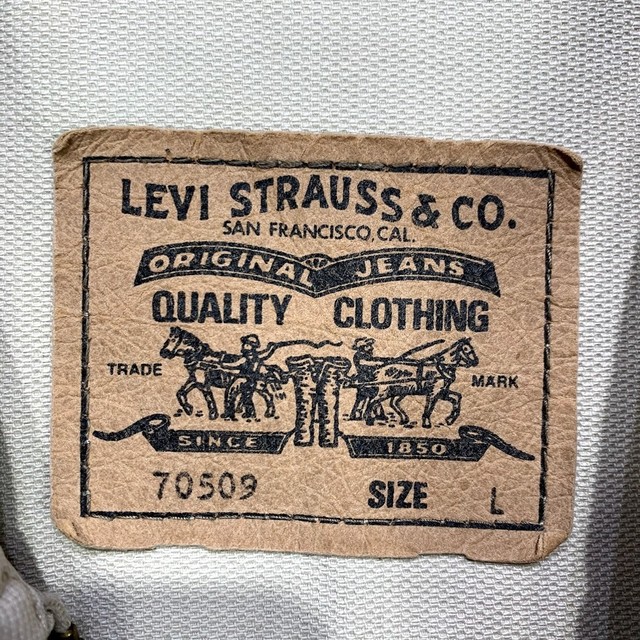 LEVI STRAUSS & CO.
SAN FRANCISCO, CAL.
ORIGINAL JEANS
QUALITY CLOTHING
TRADE MARK
SINCE 1850
70509 SIZE L